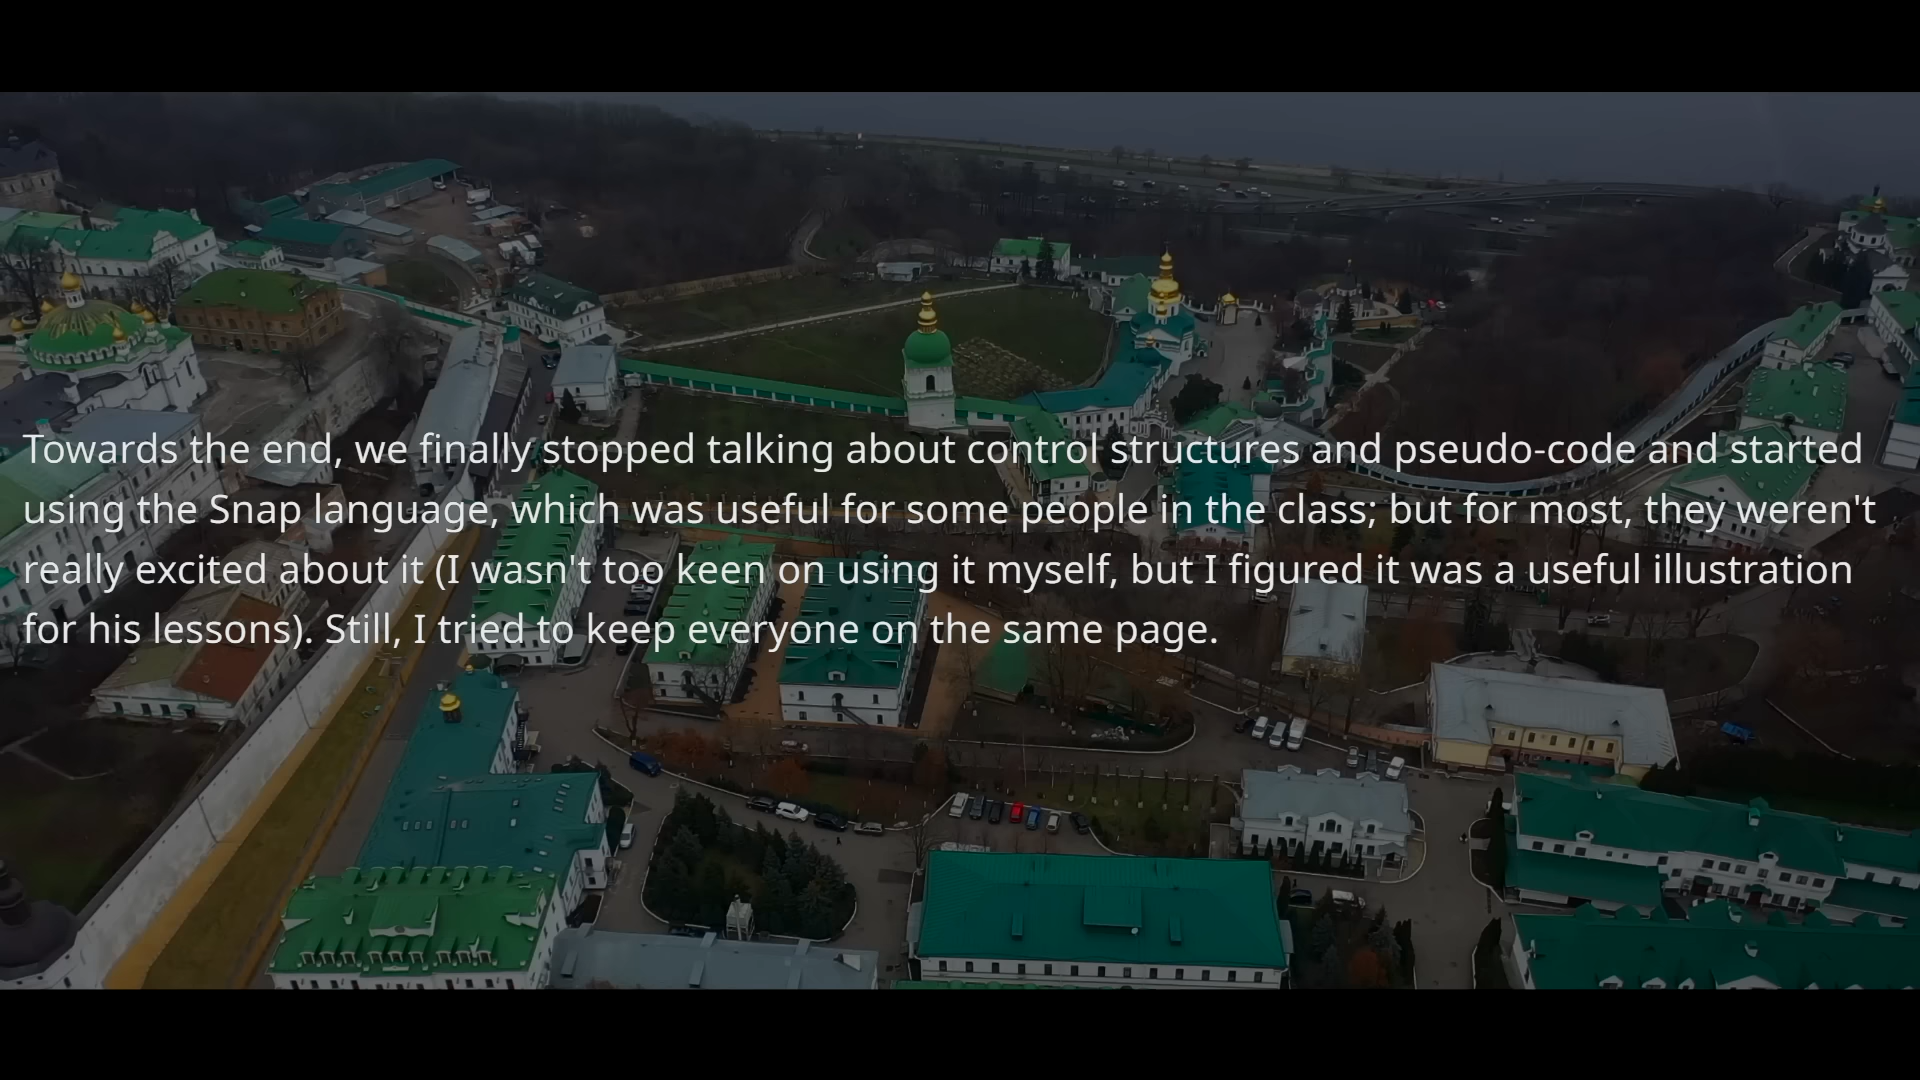 Towards the end, we finally stopped talking about control structures and pseudo-code and started
using the Snap language, which was useful for some people in the class; but for most, they weren't
really excited about it (I wasn't too keen on using it myself, but I figured it was a useful illustration
for his lessons). Still, I tried to keep everyone on the same page.